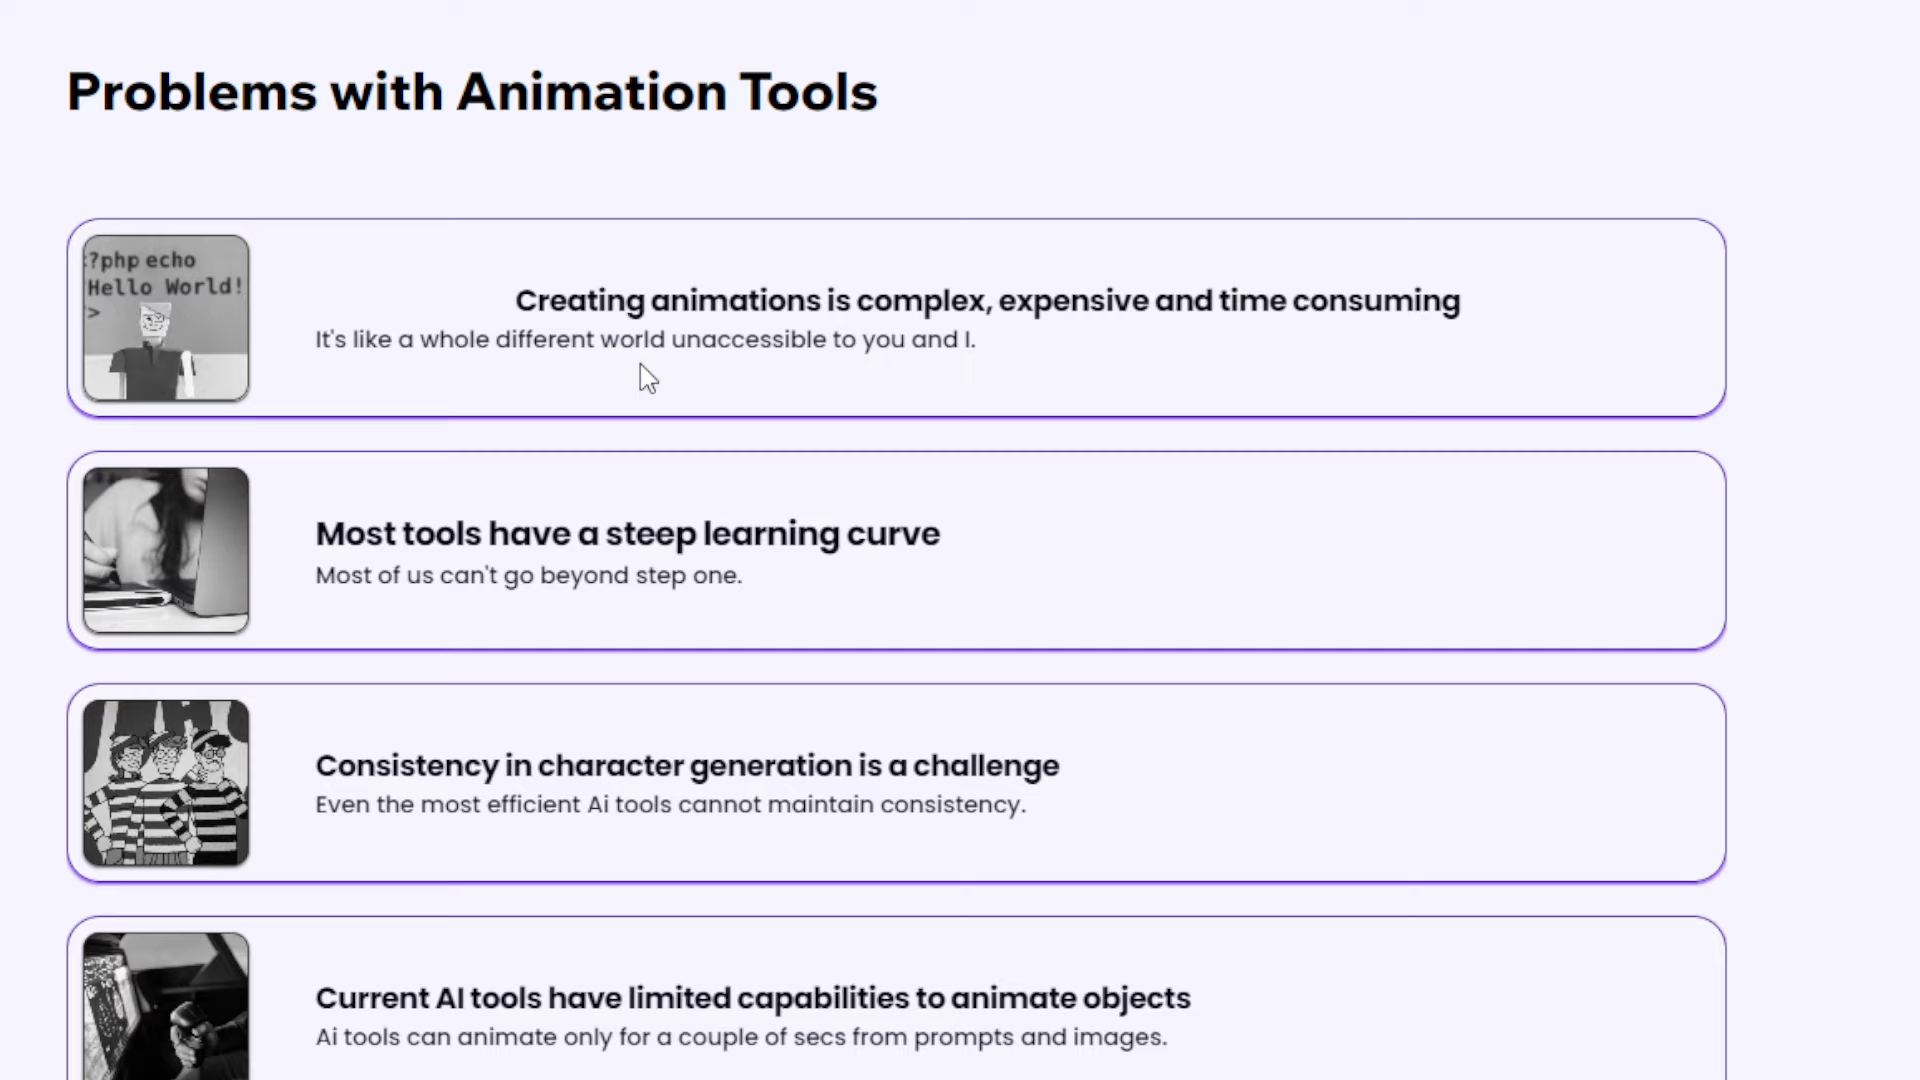 Problems with Animation Tools
?php echo
Hello World!
>
Creating animations is complex, expensive and time consuming
It's like a whole different world unaccessible to you and I.
Most tools have a steep learning curve
Most of us can't go beyond step one.
Consistency in character generation is a challenge
Even the most efficient Ai tools cannot maintain consistency.
Current AI tools have limited capabilities to animate objects
Ai tools can animate only for a couple of secs from prompts and images.